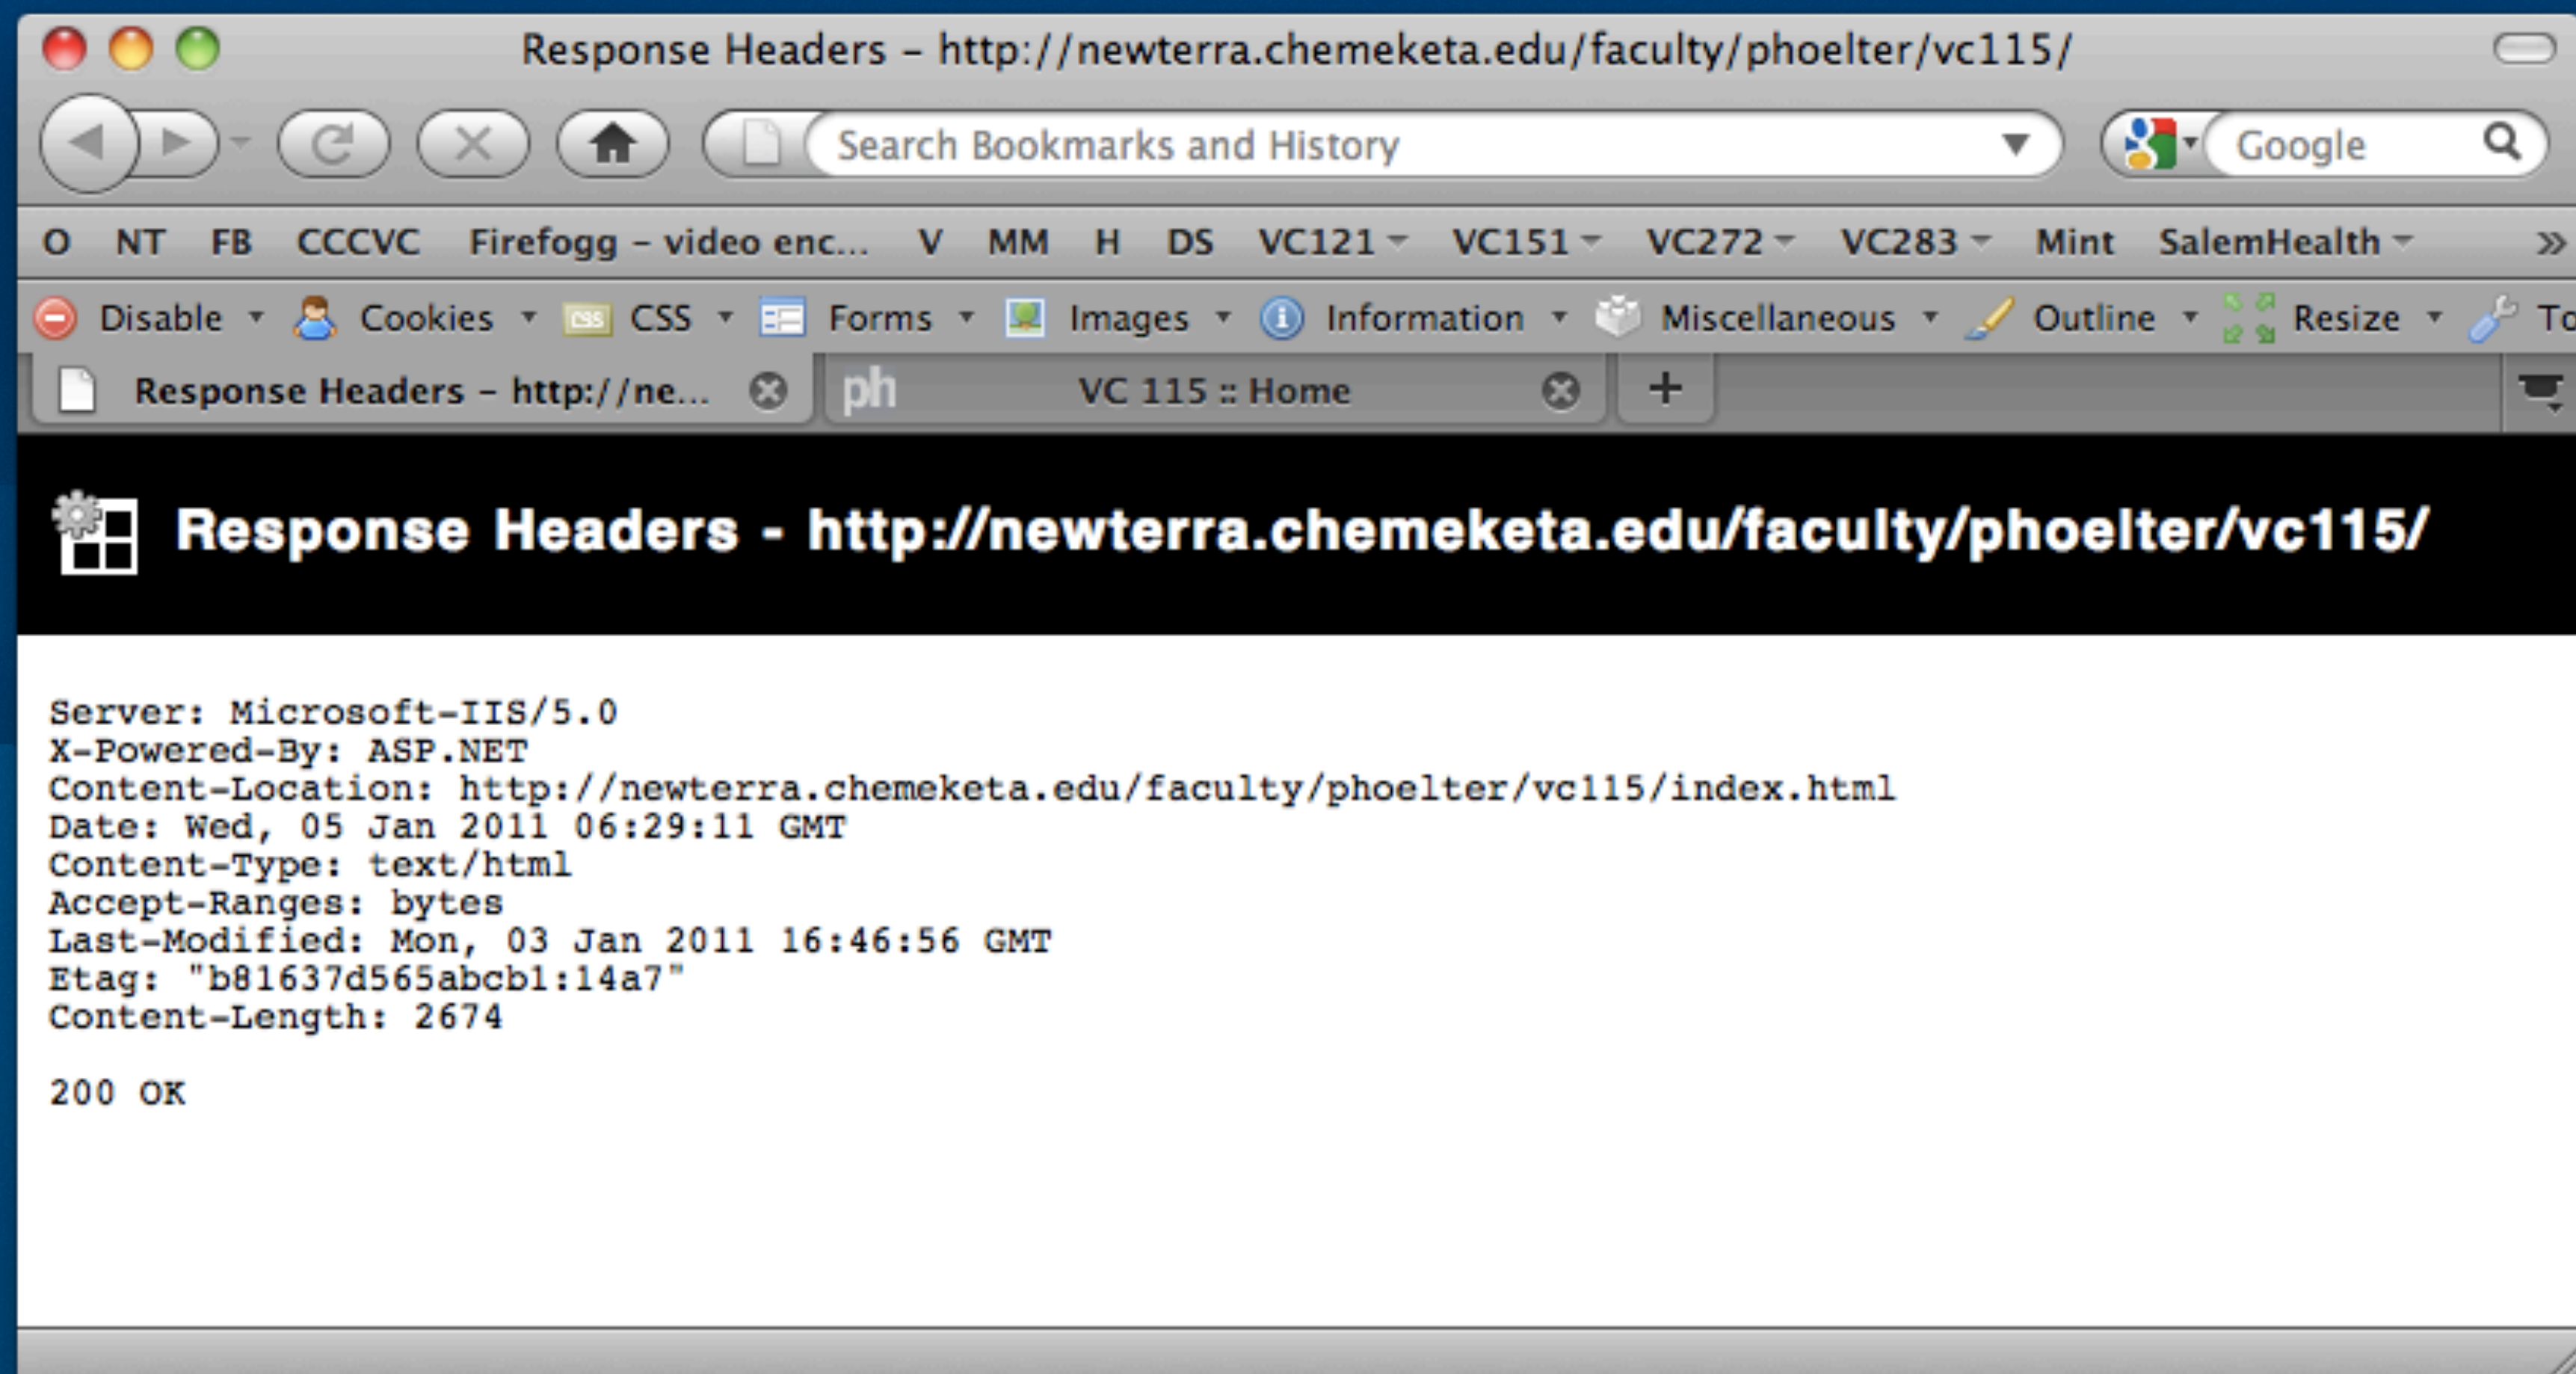 Response Headers – http://newterra.chemeketa.edu/faculty/phoelter/vc115/
Search Bookmarks and History Google
O NT FB CCCVC Firefogg – video enc... V MM H DS VC121 VC151 VC272 VC283 Mint SalemHealth »
Disable Cookies CSS Forms Images Information Miscellaneous Outline Resize To
Response Headers – http://ne... ph VC 115 :: Home
Response Headers - http://newterra.chemeketa.edu/faculty/phoelter/vc115/
Server: Microsoft-IIS/5.0
X-Powered-By: ASP.NET
Content-Location: http://newterra.chemeketa.edu/faculty/phoelter/vc115/index.html
Date: Wed, 05 Jan 2011 06:29:11 GMT
Content-Type: text/html
Accept-Ranges: bytes
Last-Modified: Mon, 03 Jan 2011 16:46:56 GMT
Etag: "b81637d565abcb1:14a7"
Content-Length: 2674
200 OK